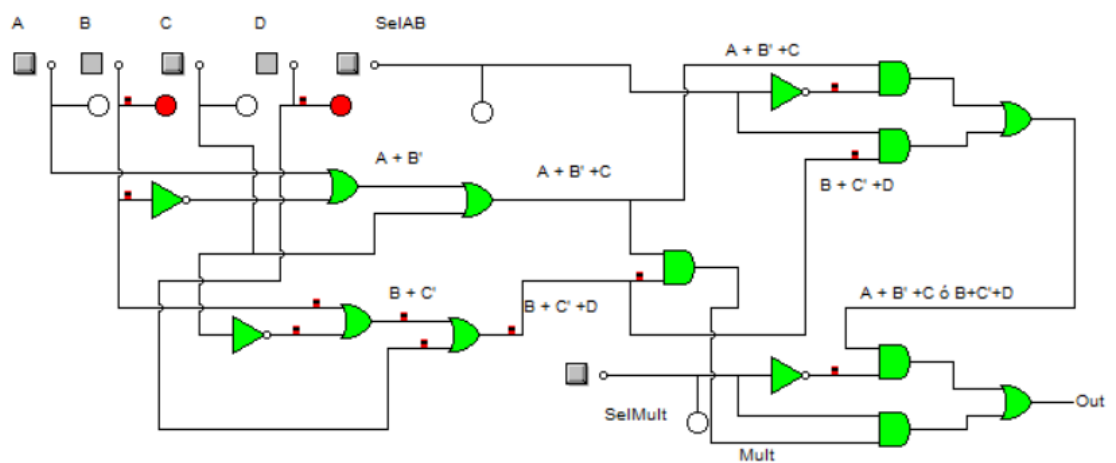 A B C D SelAB
A + B' +C
A + B'
A + B' +C
B + C' +D
B + C'
B + C' +D
A + B' +C ó B+C'+D
Out
SelMult
Mult